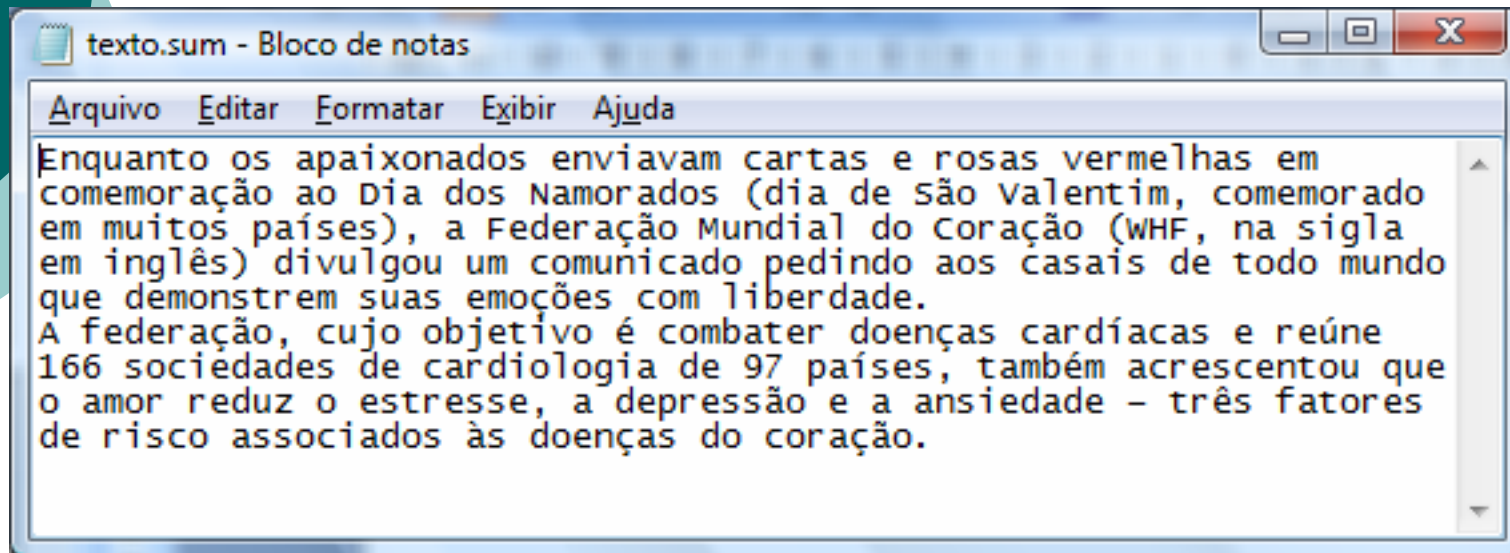 texto.sum - Bloco de notas
Arquivo Editar Formatar Exibir Ajuda
Enquanto os apaixonados enviavam cartas e rosas vermelhas em
comemoração ao Dia dos Namorados (dia de São Valentim, comemorado
em muitos países), a Federação Mundial do Coração (WHF, na sigla
em inglês) divulgou um comunicado pedindo aos casais de todo mundo
que demonstrem suas emoções com liberdade.
A federação, cujo objetivo é combater doenças cardíacas e reúne
166 sociedades de cardiologia de 97 países, também acrescentou que
o amor reduz o estresse, a depressão e a ansiedade – três fatores
de risco associados às doenças do coração.